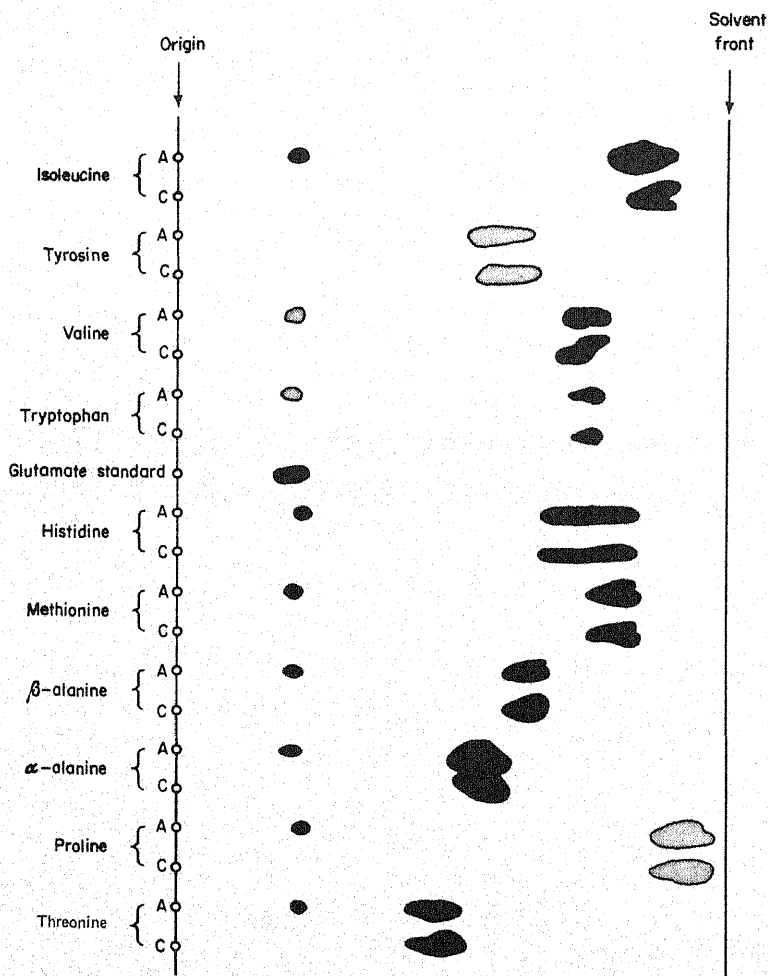 Solvent
front
Origin
Isoleucine { A
C
Tyrosine { A
C
Valine { A
C
Tryptophan { A
C
Glutamate standard
Histidine { A
C
Methionine { A
C
β-alanine { A
C
α-alanine { A
C
Proline { A
C
Threonine { A
C